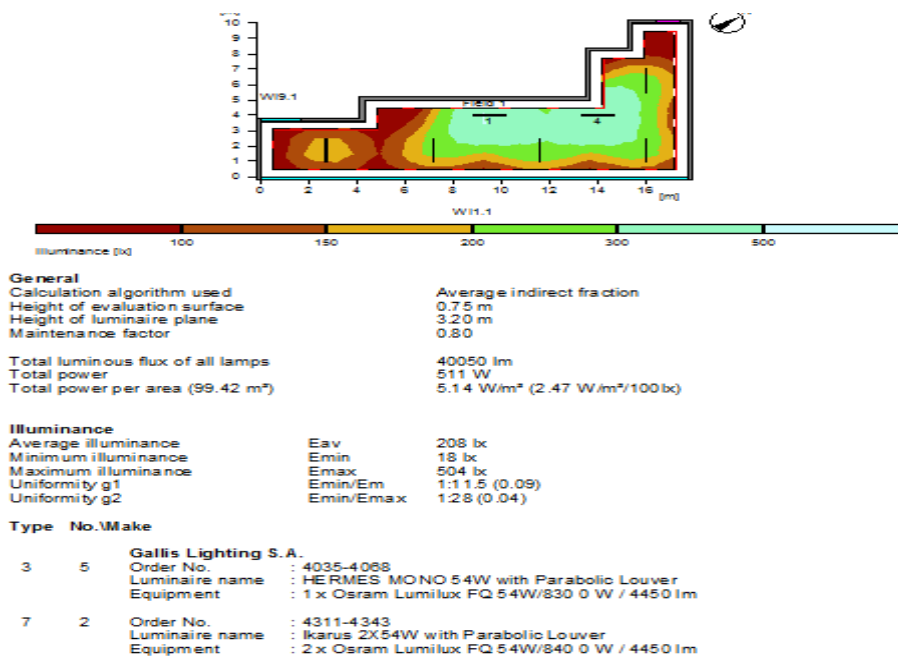 10
9
8
7
6
5
4
3
2
1
0
WI9.1
Field 1
1 4
0 2 4 6 8 10 12 14 16 [m]
WI1.1
100 150 200 300 500
Illuminance [lx]
General
Calculation algorithm used Average indirect fraction
Height of evaluation surface 0.75 m
Height of luminaire plane 3.20 m
Maintenance factor 0.80
Total luminous flux of all lamps 40050 lm
Total power 511 W
Total power per area (99.42 m²) 5.14 W/m² (2.47 W/m²/100lx)
Illuminance
Average illuminance Eav 208 lx
Minimum illuminance Emin 18 lx
Maximum illuminance Emax 504 lx
Uniformity g1 Emin/Em 1:11.5 (0.09)
Uniformity g2 Emin/Emax 1:28 (0.04)
Type No.\Make
Gallis Lighting S.A.
3 5 Order No. : 4035-4068
Luminaire name : HERMES MONO 54W with Parabolic Louver
Equipment : 1 x Osram Lumilux FQ 54W/830 0 W / 4450 lm
7 2 Order No. : 4311-4343
Luminaire name : Ikarus 2X54W with Parabolic Louver
Equipment : 2 x Osram Lumilux FQ 54W/840 0 W / 4450 lm